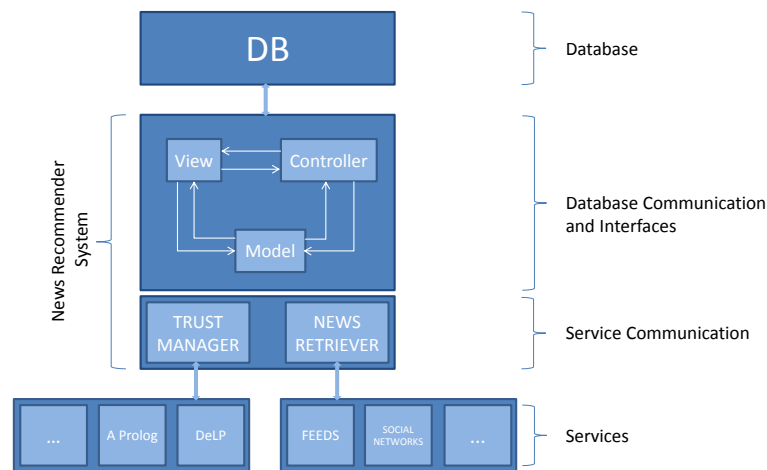 DB
Database
News Recommender
System
View
Controller
Model
Database Communication
and Interfaces
TRUST
MANAGER
NEWS
RETRIEVER
Service Communication
...
A Prolog
DeLP
FEEDS
SOCIAL
NETWORKS
...
Services